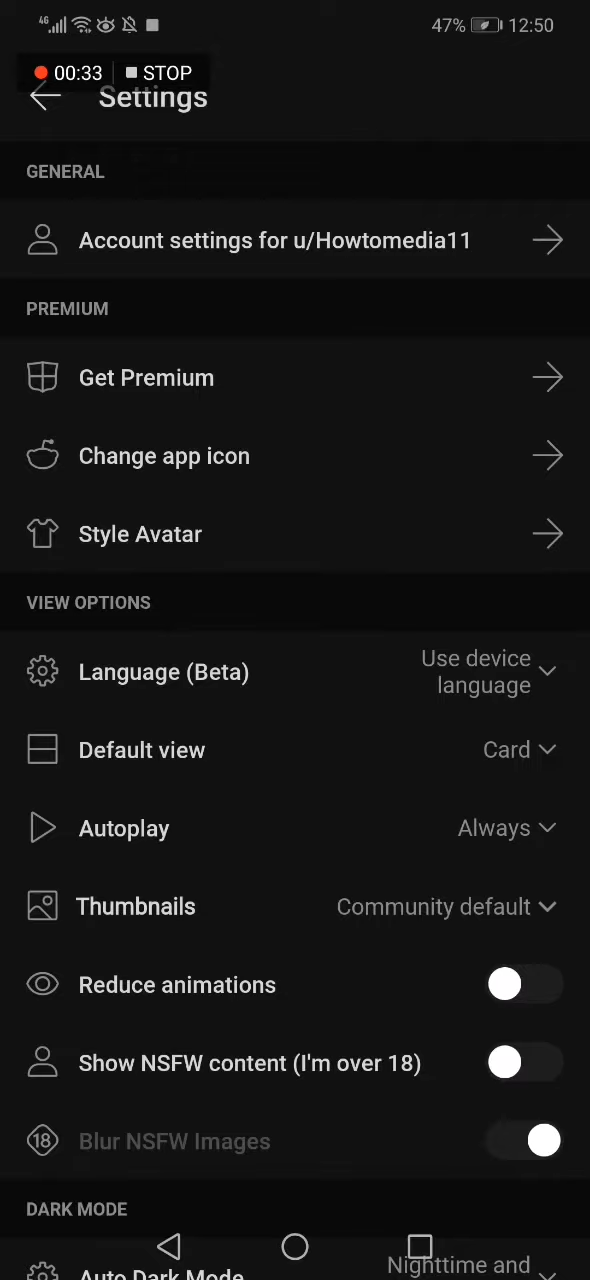 4G 47% 12:50
00:33 STOP
Settings
GENERAL
Account settings for u/Howtomedia11
PREMIUM
Get Premium
Change app icon
Style Avatar
VIEW OPTIONS
Language (Beta) Use device
language
Default view Card
Autoplay Always
Thumbnails Community default
Reduce animations
Show NSFW content (I'm over 18)
18 Blur NSFW Images
DARK MODE
Auto Dark Mode Nighttime and